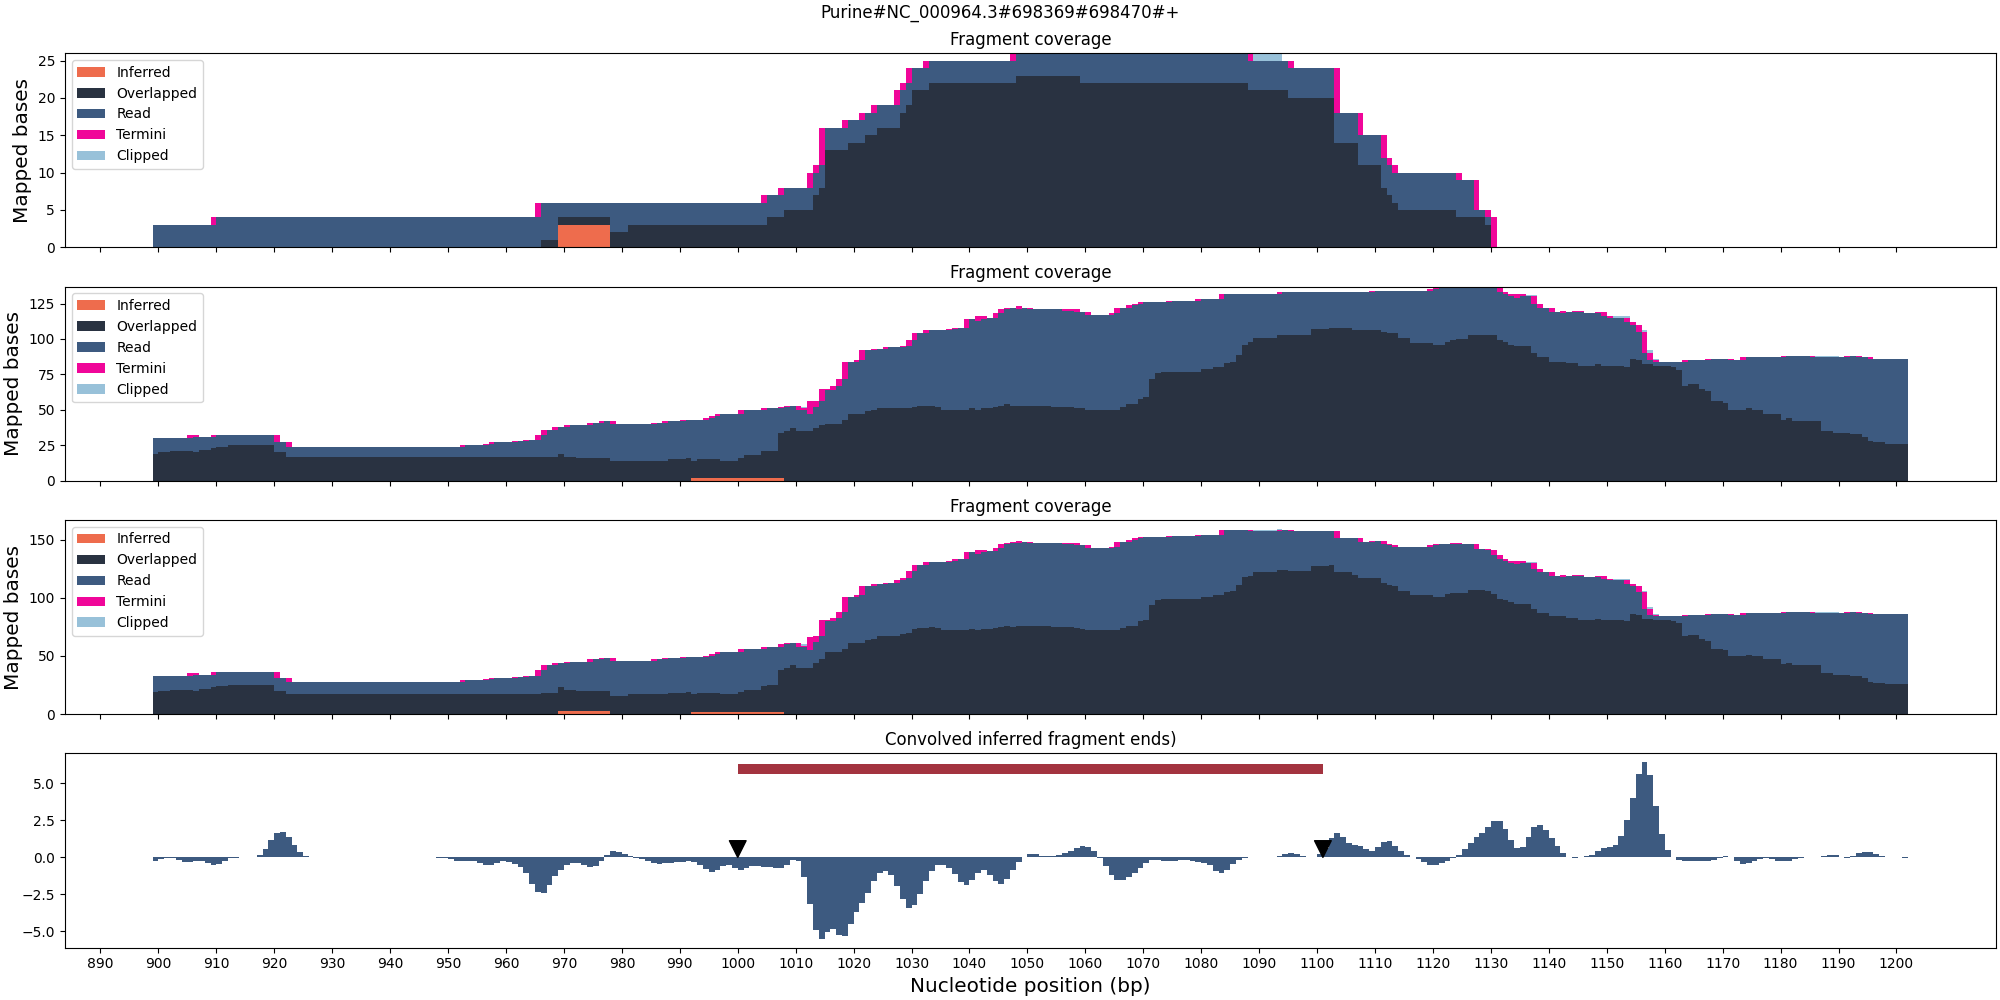 Purine#NC_000964.3#698369#698470#+
Fragment coverage
Mapped bases
25
20
15
10
5
0
Inferred
Overlapped
Read
Termini
Clipped
Fragment coverage
Mapped bases
125
100
75
50
25
0
Inferred
Overlapped
Read
Termini
Clipped
Fragment coverage
Mapped bases
150
100
50
0
Inferred
Overlapped
Read
Termini
Clipped
Convolved inferred fragment ends)
5.0
2.5
0.0
−2.5
−5.0
890 900 910 920 930 940 950 960 970 980 990 1000 1010 1020 1030 1040 1050 1060 1070 1080 1090 1100 1110 1120 1130 1140 1150 1160 1170 1180 1190 1200
Nucleotide position (bp)